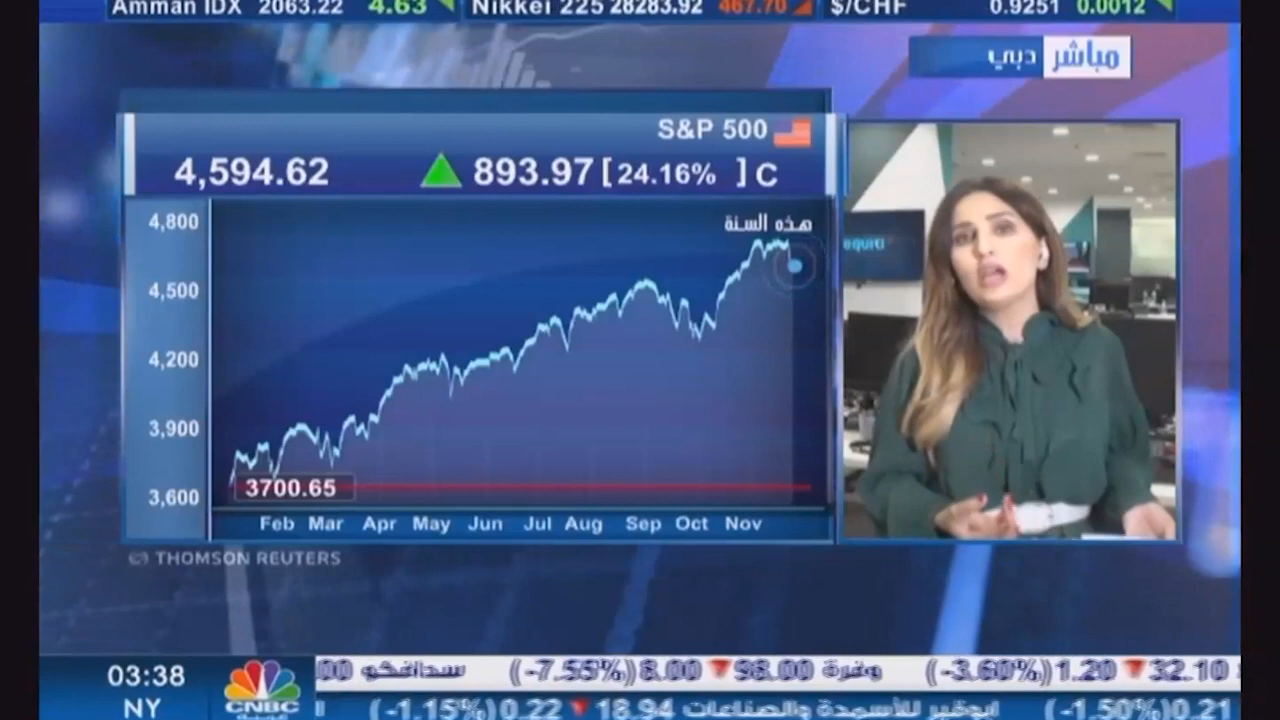 Amman IDX 2063.22 4.63 Nikkei 225 28283.92 467.70 $/CHF 0.9251 0.0012
مباشر دبي
S&P 500
4,594.62 893.97 [ 24.16% ] C
هذه السنة
4,800
4,500
4,200
3,900
3,600
3700.65
Feb Mar Apr May Jun Jul Aug Sep Oct Nov
equiti
THOMSON REUTERS
03:38
NY
CNBC
عربية
32.10 1.20 (-3.60%) وفرة 98.00 8.00 (-7.55%) سدافكو 00
0.21 (-1.50%) ابوقير للأسمدة والصناعات 18.94 0.22 (-1.15%)